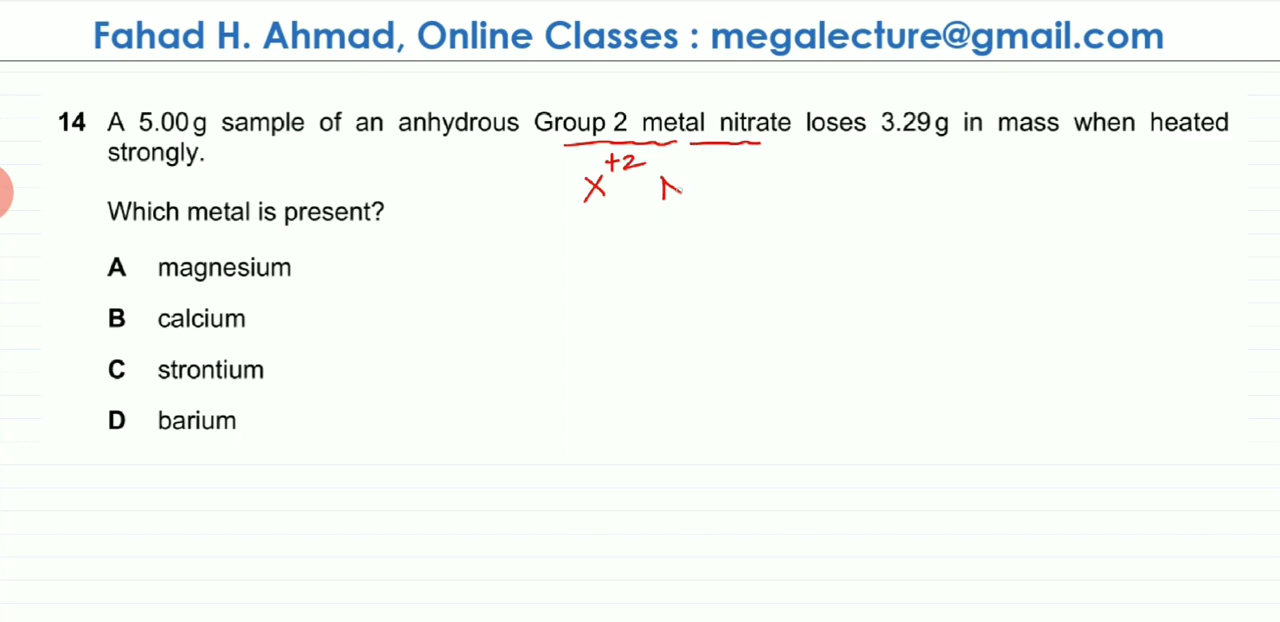 Fahad H. Ahmad, Online Classes : megalecture@gmail.com
14 A 5.00 g sample of an anhydrous Group 2 metal nitrate loses 3.29 g in mass when heated
strongly.
X +2
Which metal is present?
A magnesium
B calcium
C strontium
D barium